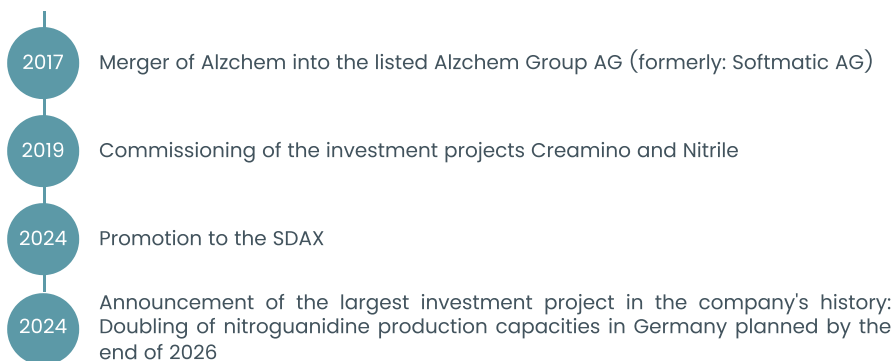 2017 Merger of Alzchem into the listed Alzchem Group AG (formerly: Softmatic AG)
2019 Commissioning of the investment projects Creamino and Nitrile
2024 Promotion to the SDAX
Announcement of the largest investment project in the company's history:
2024 Doubling of nitroguanidine production capacities in Germany planned by the
end of 2026